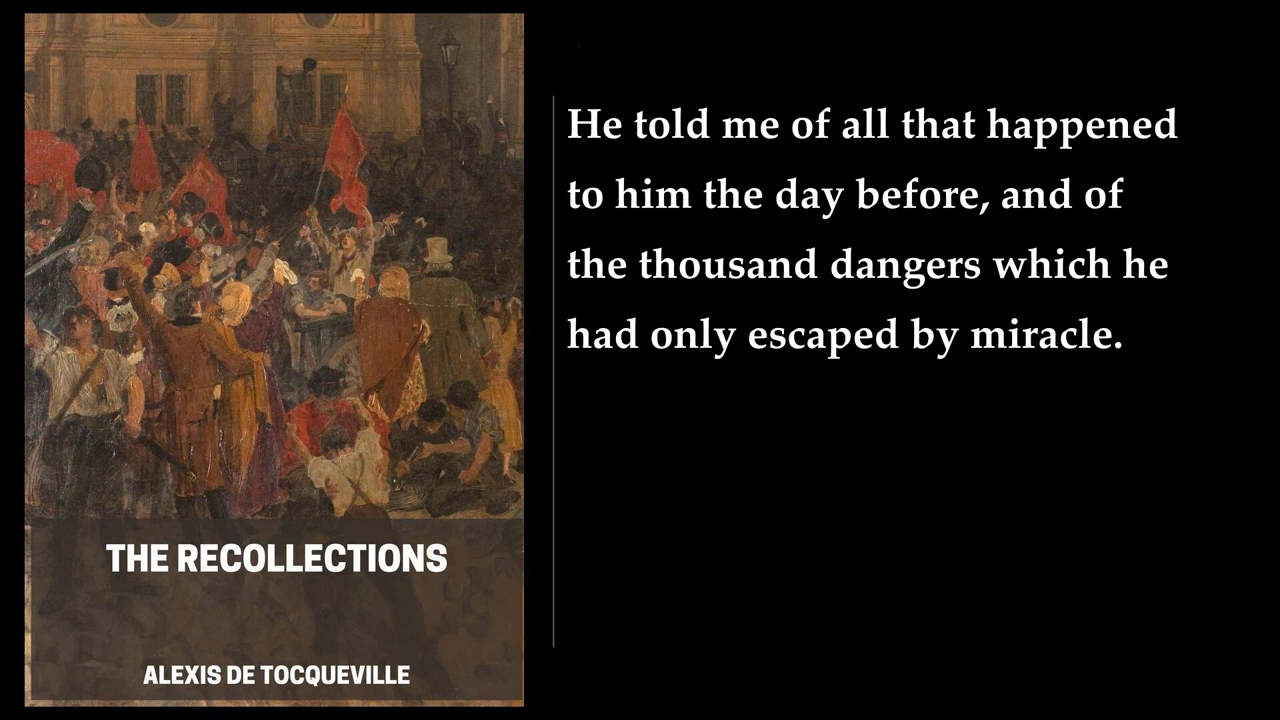 He told me of all that happened
to him the day before, and of
the thousand dangers which he
had only escaped by miracle.
THE RECOLLECTIONS
ALEXIS DE TOCQUEVILLE